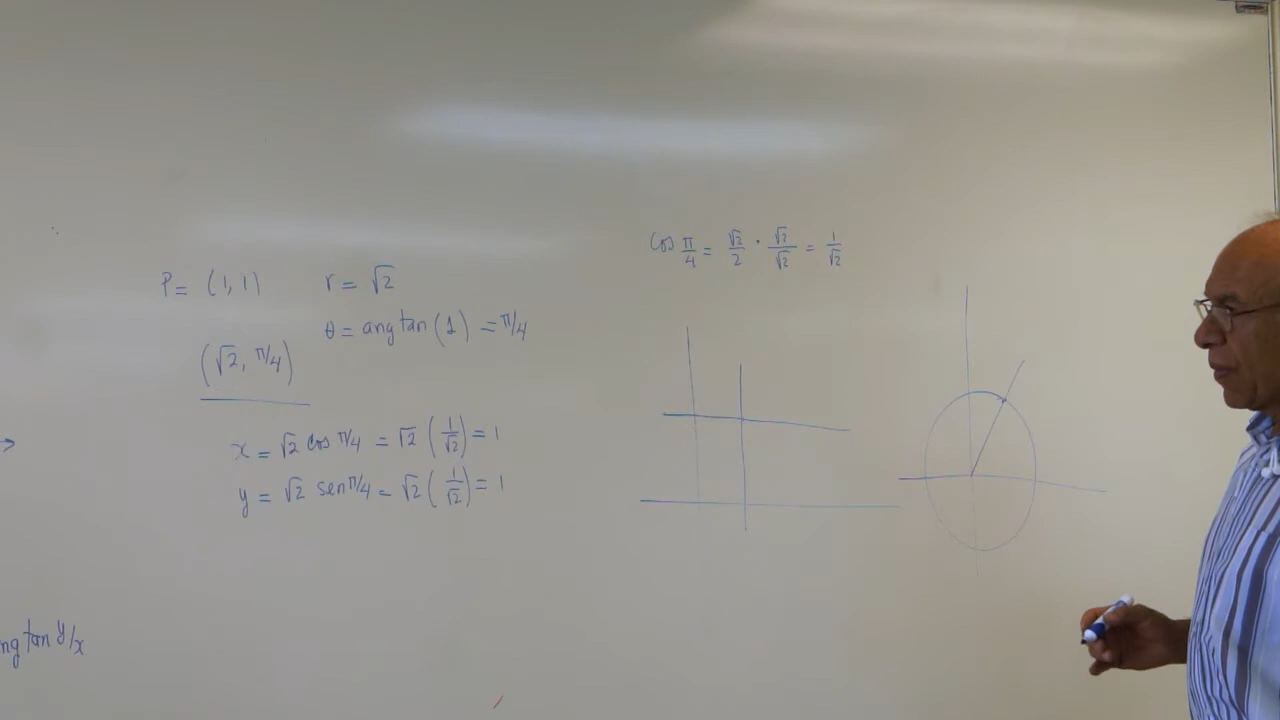 cos π/4 = √2/2 · √2/√2 = 1/√2
P = (1, 1) r = √2
θ = ang tan (1) = π/4
(√2, π/4)
x = √2 cos π/4 = √2 (1/√2) = 1
y = √2 sen π/4 = √2 (1/√2) = 1
ng tan y/x